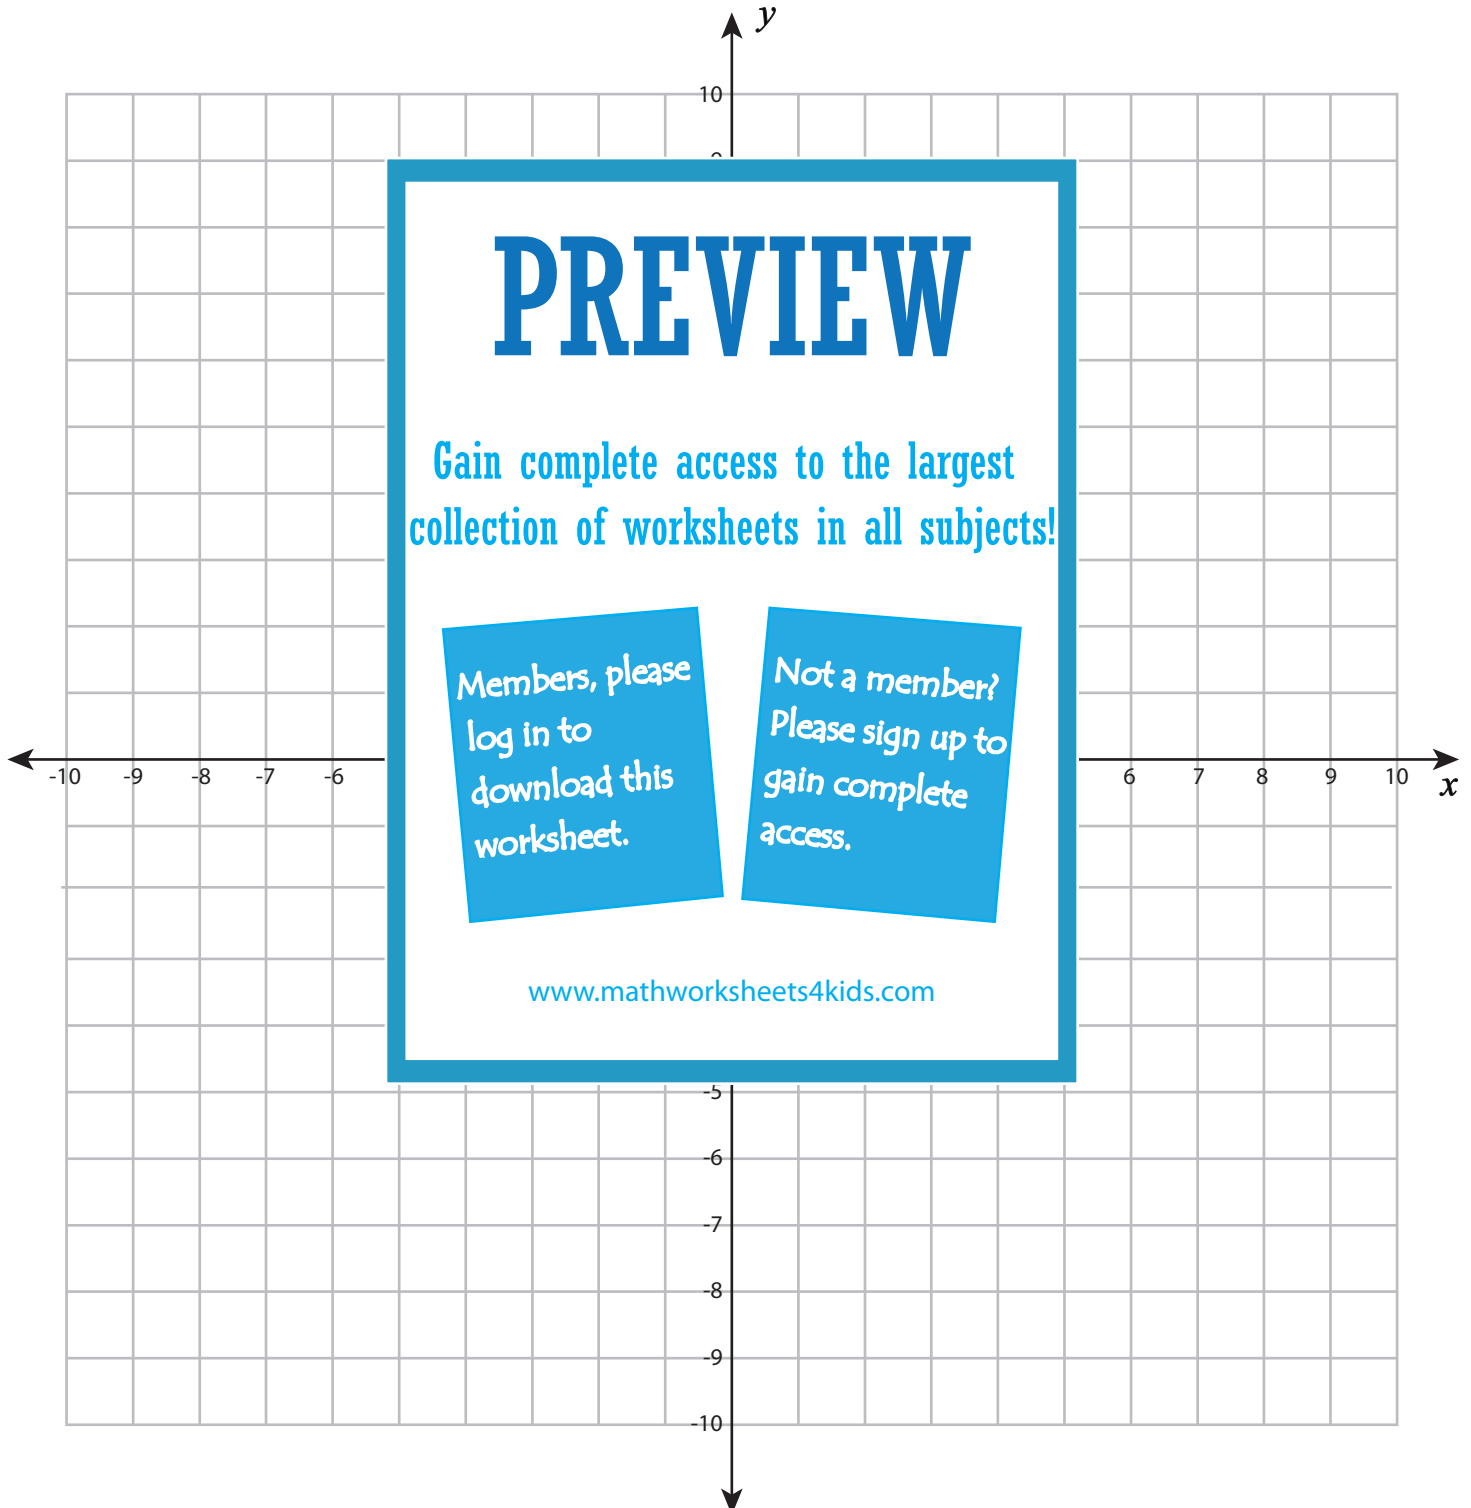 y
10
PREVIEW
Gain complete access to the largest
collection of worksheets in all subjects!
Members, please
log in to
download this
worksheet.
Not a member?
Please sign up to
gain complete
access.
-10 -9 -8 -7 -6 6 7 8 9 10
x
www.mathworksheets4kids.com
-5
-6
-7
-8
-9
-10